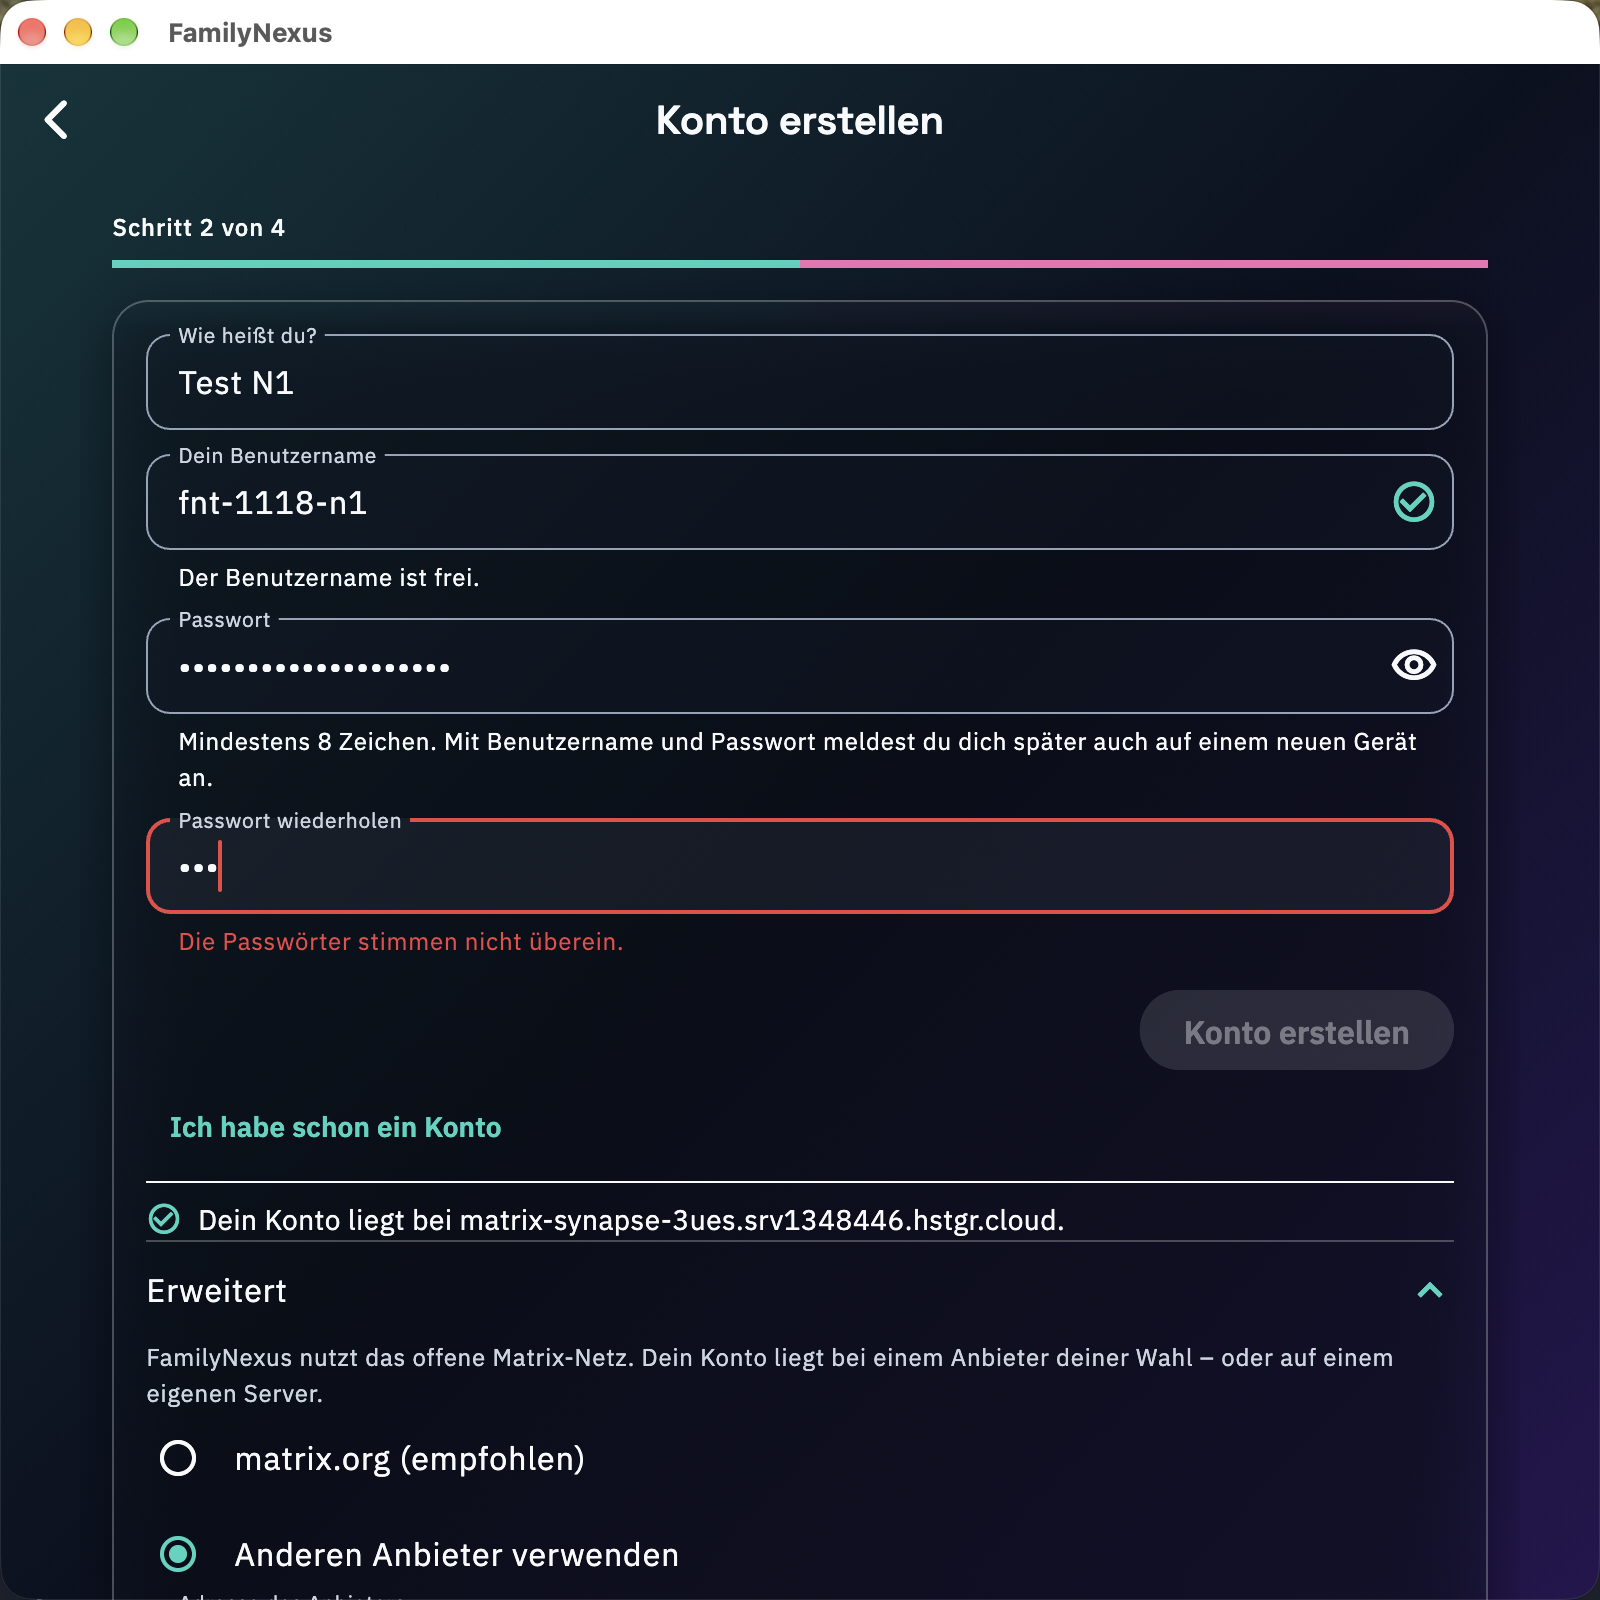 FamilyNexus
Konto erstellen
Schritt 2 von 4
Wie heißt du?
Test N1
Dein Benutzername
fnt-1118-n1
Der Benutzername ist frei.
Passwort
••••••••••••••••••••
Mindestens 8 Zeichen. Mit Benutzername und Passwort meldest du dich später auch auf einem neuen Gerät
an.
Passwort wiederholen
•••
Die Passwörter stimmen nicht überein.
Konto erstellen
Ich habe schon ein Konto
Dein Konto liegt bei matrix-synapse-3ues.srv1348446.hstgr.cloud.
Erweitert
FamilyNexus nutzt das offene Matrix-Netz. Dein Konto liegt bei einem Anbieter deiner Wahl – oder auf einem
eigenen Server.
matrix.org (empfohlen)
Anderen Anbieter verwenden